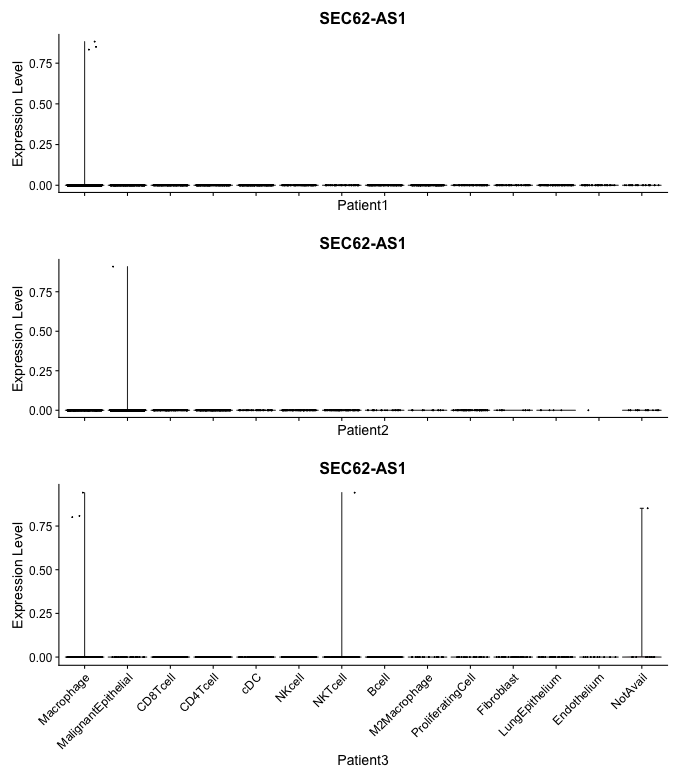 SEC62-AS1
Expression Level
0.75
0.50
0.25
0.00
Patient1
SEC62-AS1
Expression Level
0.75
0.50
0.25
0.00
Patient2
SEC62-AS1
Expression Level
0.75
0.50
0.25
0.00
Macrophage
MalignantEpithelial
CD8Tcell
CD4Tcell
cDC
NKcell
NKTcell
Bcell
M2Macrophage
ProliferatingCell
Fibroblast
LungEpithelium
Endothelium
NotAvail
Patient3